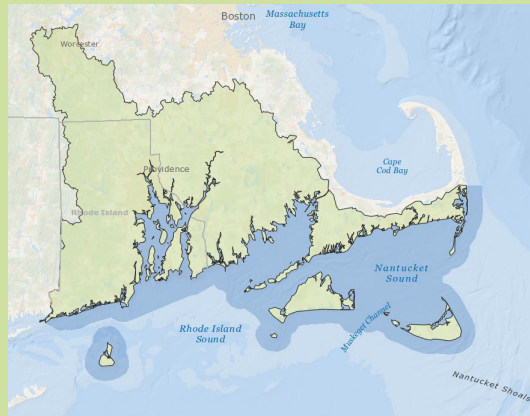 Boston
Massachusetts
Bay
Worcester
Cape
Cod Bay
Providence
Rhode Island
Nantucket
Sound
Rhode Island
Sound
Muskeget Channel
Nantucket Shoals